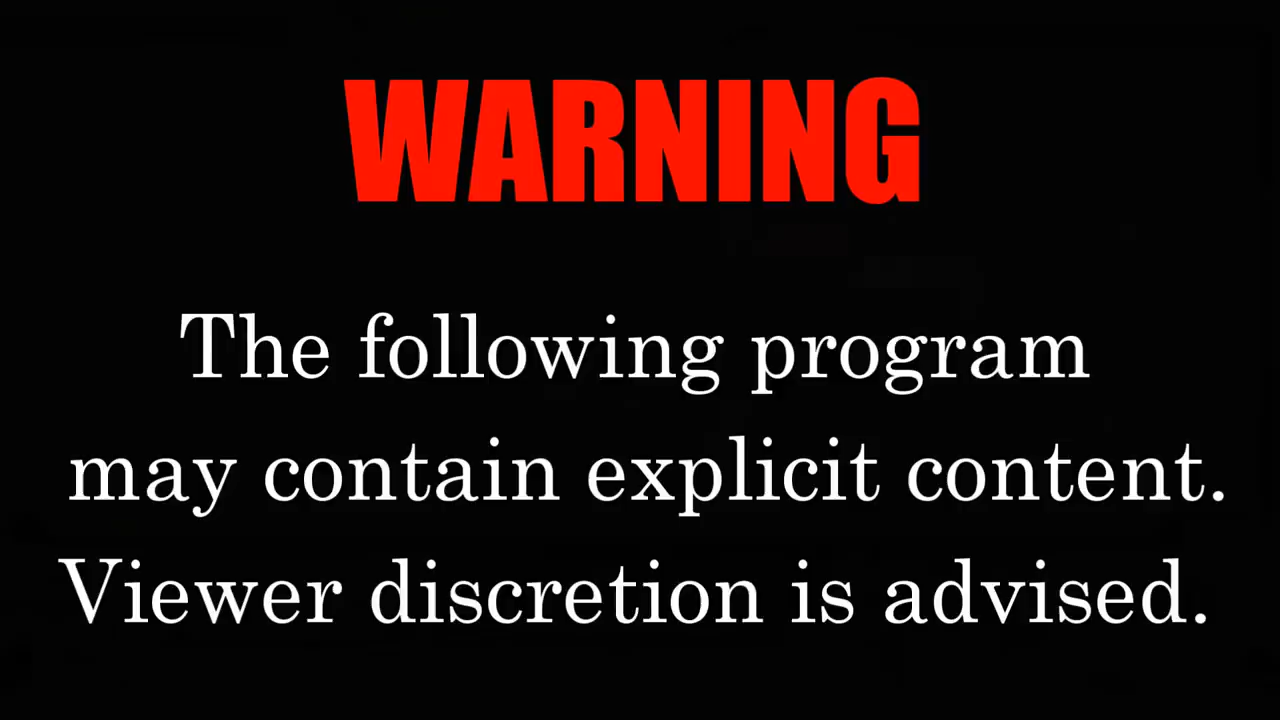 WARNING
The following program
may contain explicit content.
Viewer discretion is advised.